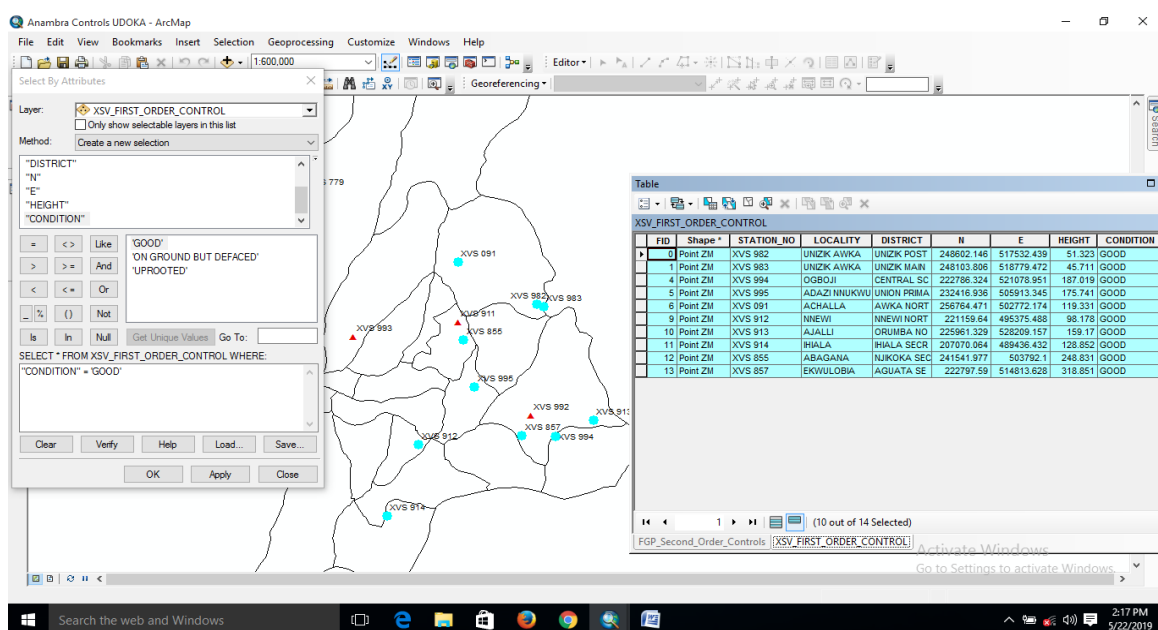 Anambra Controls UDOKA - ArcMap
File Edit View Bookmarks Insert Selection Geoprocessing Customize Windows Help
1:600,000
Editor
Georeferencing
Select By Attributes
Layer: XSV_FIRST_ORDER_CONTROL
Only show selectable layers in this list
Method: Create a new selection
"DISTRICT"
"N"
"E"
"HEIGHT"
"CONDITION"
= <> Like
> >= And
< <= Or
_ % () Not
Is In Null
'GOOD'
'ON GROUND BUT DEFACED'
'UPROOTED'
Get Unique Values Go To:
SELECT * FROM XSV_FIRST_ORDER_CONTROL WHERE:
"CONDITION" = 'GOOD'
Clear Verify Help Load... Save...
OK Apply Close
779
XVS 091
XVS 982
XVS 983
XVS 911
XVS 993
XVS 855
XVS 995
XVS 992
XVS 913
XVS 857
XVS 994
XVS 912
XVS 914
Search
Table
XSV_FIRST_ORDER_CONTROL
FID Shape * STATION_NO LOCALITY DISTRICT N E HEIGHT CONDITION
0 Point ZM XVS 982 UNIZIK AWKA UNIZIK POST 248602.146 517532.439 51.323 GOOD
1 Point ZM XVS 983 UNIZIK AWKA UNIZIK MAIN 248103.806 518779.472 45.711 GOOD
4 Point ZM XVS 994 OGBOJI CENTRAL SC 222786.324 521078.951 187.019 GOOD
5 Point ZM XVS 995 ADAZI NNUKWU UNION PRIMA 232416.936 505913.345 175.741 GOOD
6 Point ZM XVS 091 ACHALLA AWKA NORT 256764.471 502772.174 119.331 GOOD
9 Point ZM XVS 912 NNEWI NNEWI NORT 221159.64 495375.488 98.178 GOOD
10 Point ZM XVS 913 AJALLI ORUMBA NO 225961.329 528209.157 159.17 GOOD
11 Point ZM XVS 914 IHIALA IHIALA SECR 207070.064 489436.432 128.852 GOOD
12 Point ZM XVS 855 ABAGANA NJIKOKA SEC 241541.977 503792.1 248.831 GOOD
13 Point ZM XVS 857 EKWULOBIA AGUATA SE 222797.59 514813.628 318.851 GOOD
1 (10 out of 14 Selected)
FGP_Second_Order_Controls XSV_FIRST_ORDER_CONTROL
Activate Windows
Go to Settings to activate Windows.
Search the web and Windows
2:17 PM
5/22/2019